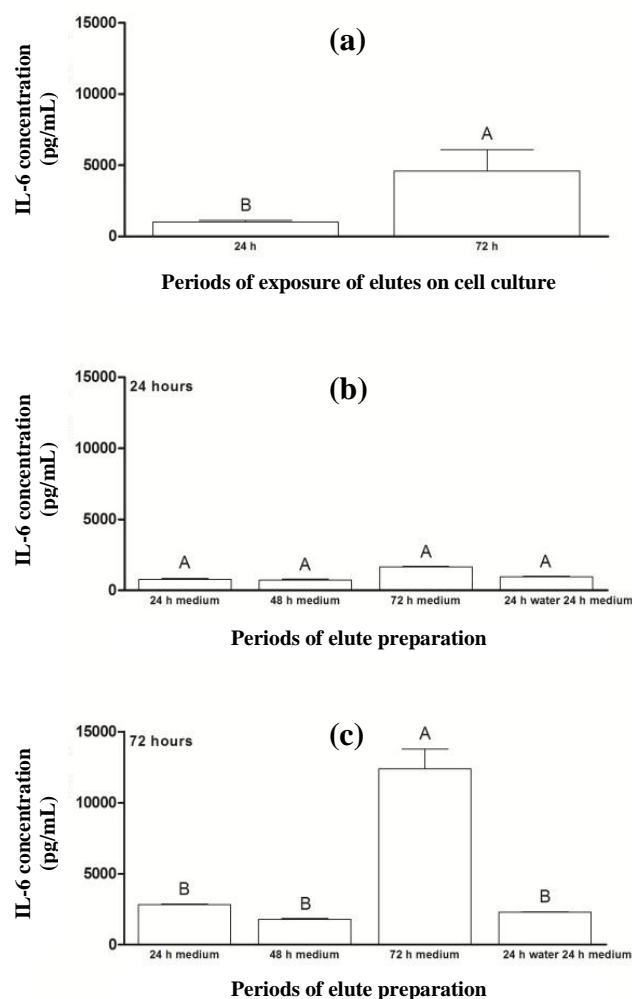 (a)
IL-6 concentration
(pg/mL)
15000
10000
5000
0
B
A
24 h
72 h
Periods of exposure of elutes on cell culture
(b)
24 hours
IL-6 concentration
(pg/mL)
15000
10000
5000
0
A
A
A
A
24 h medium
48 h medium
72 h medium
24 h water 24 h medium
Periods of elute preparation
(c)
72 hours
IL-6 concentration
(pg/mL)
15000
10000
5000
0
B
B
A
B
24 h medium
48 h medium
72 h medium
24 h water 24 h medium
Periods of elute preparation